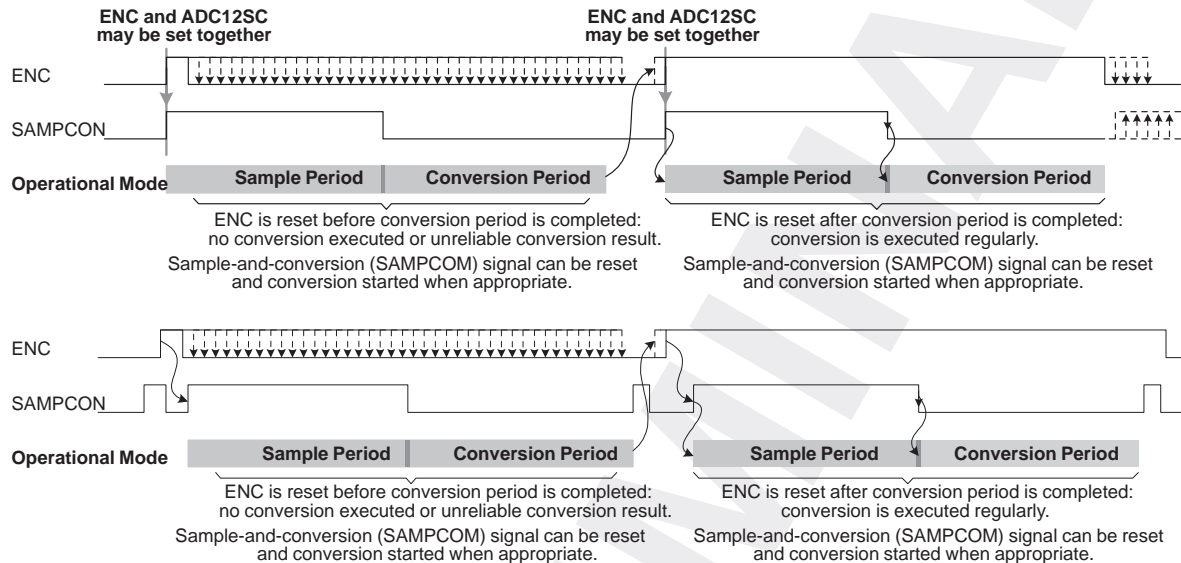 ENC and ADC12SC
may be set together
ENC and ADC12SC
may be set together
ENC
SAMPCON
Operational Mode
Sample Period
Conversion Period
Sample Period
Conversion Period
ENC is reset before conversion period is completed:
no conversion executed or unreliable conversion result.
Sample-and-conversion (SAMPCOM) signal can be reset
and conversion started when appropriate.
ENC is reset after conversion period is completed:
conversion is executed regularly.
Sample-and-conversion (SAMPCOM) signal can be reset
and conversion started when appropriate.
ENC
SAMPCON
Operational Mode
Sample Period
Conversion Period
Sample Period
Conversion Period
ENC is reset before conversion period is completed:
no conversion executed or unreliable conversion result.
Sample-and-conversion (SAMPCOM) signal can be reset
and conversion started when appropriate.
ENC is reset after conversion period is completed:
conversion is executed regularly.
Sample-and-conversion (SAMPCOM) signal can be reset
and conversion started when appropriate.